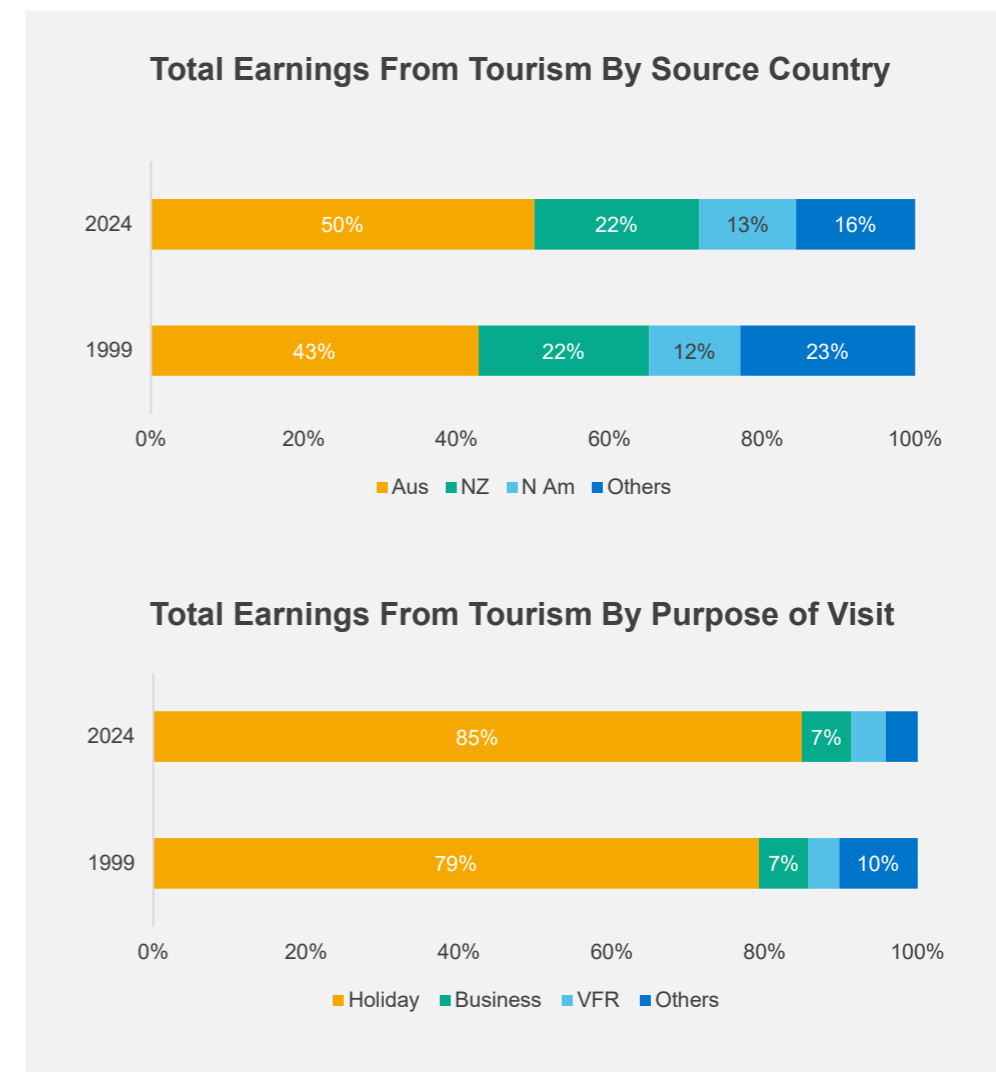 Total Earnings From Tourism By Source Country
2024 50% 22% 13% 16%
1999 43% 22% 12% 23%
0% 20% 40% 60% 80% 100%
Aus NZ N Am Others
Total Earnings From Tourism By Purpose of Visit
2024 85% 7%
1999 79% 7% 10%
0% 20% 40% 60% 80% 100%
Holiday Business VFR Others